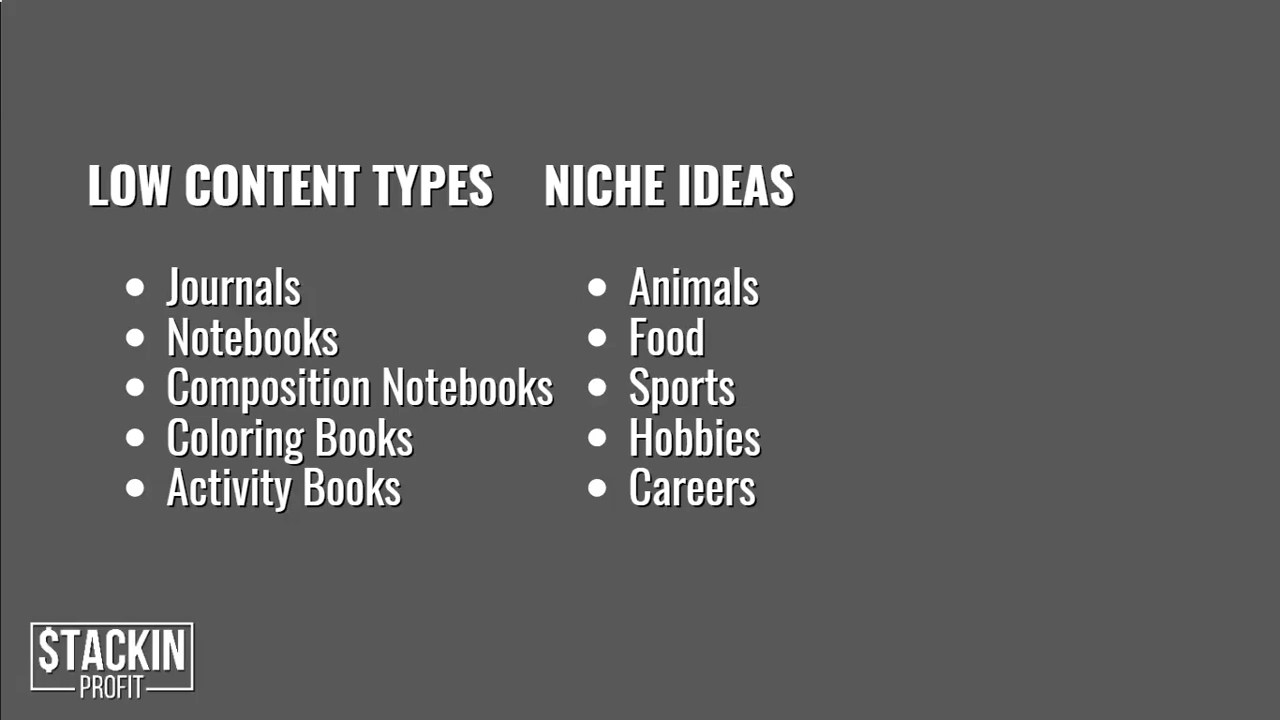 LOW CONTENT TYPES
Journals
Notebooks
Composition Notebooks
Coloring Books
Activity Books
NICHE IDEAS
Animals
Food
Sports
Hobbies
Careers
$TACKIN
PROFIT